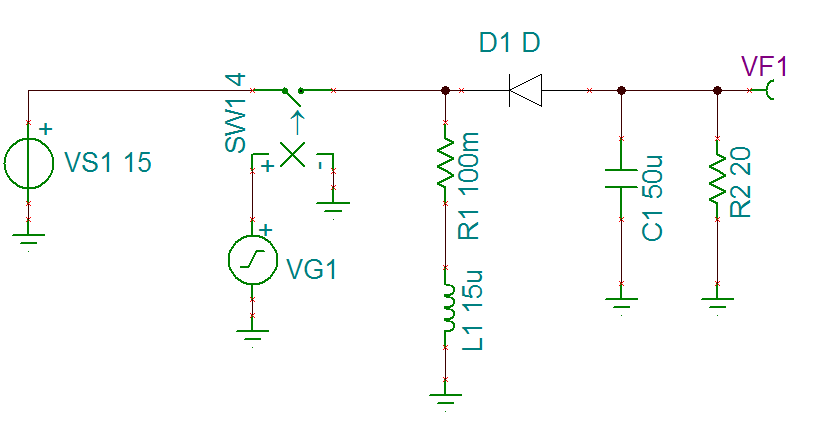 D1 D
VF1
SW1 4
+
VS1 15
+
-
R1 100m
C1 50u
R2 20
+
VG1
L1 15u